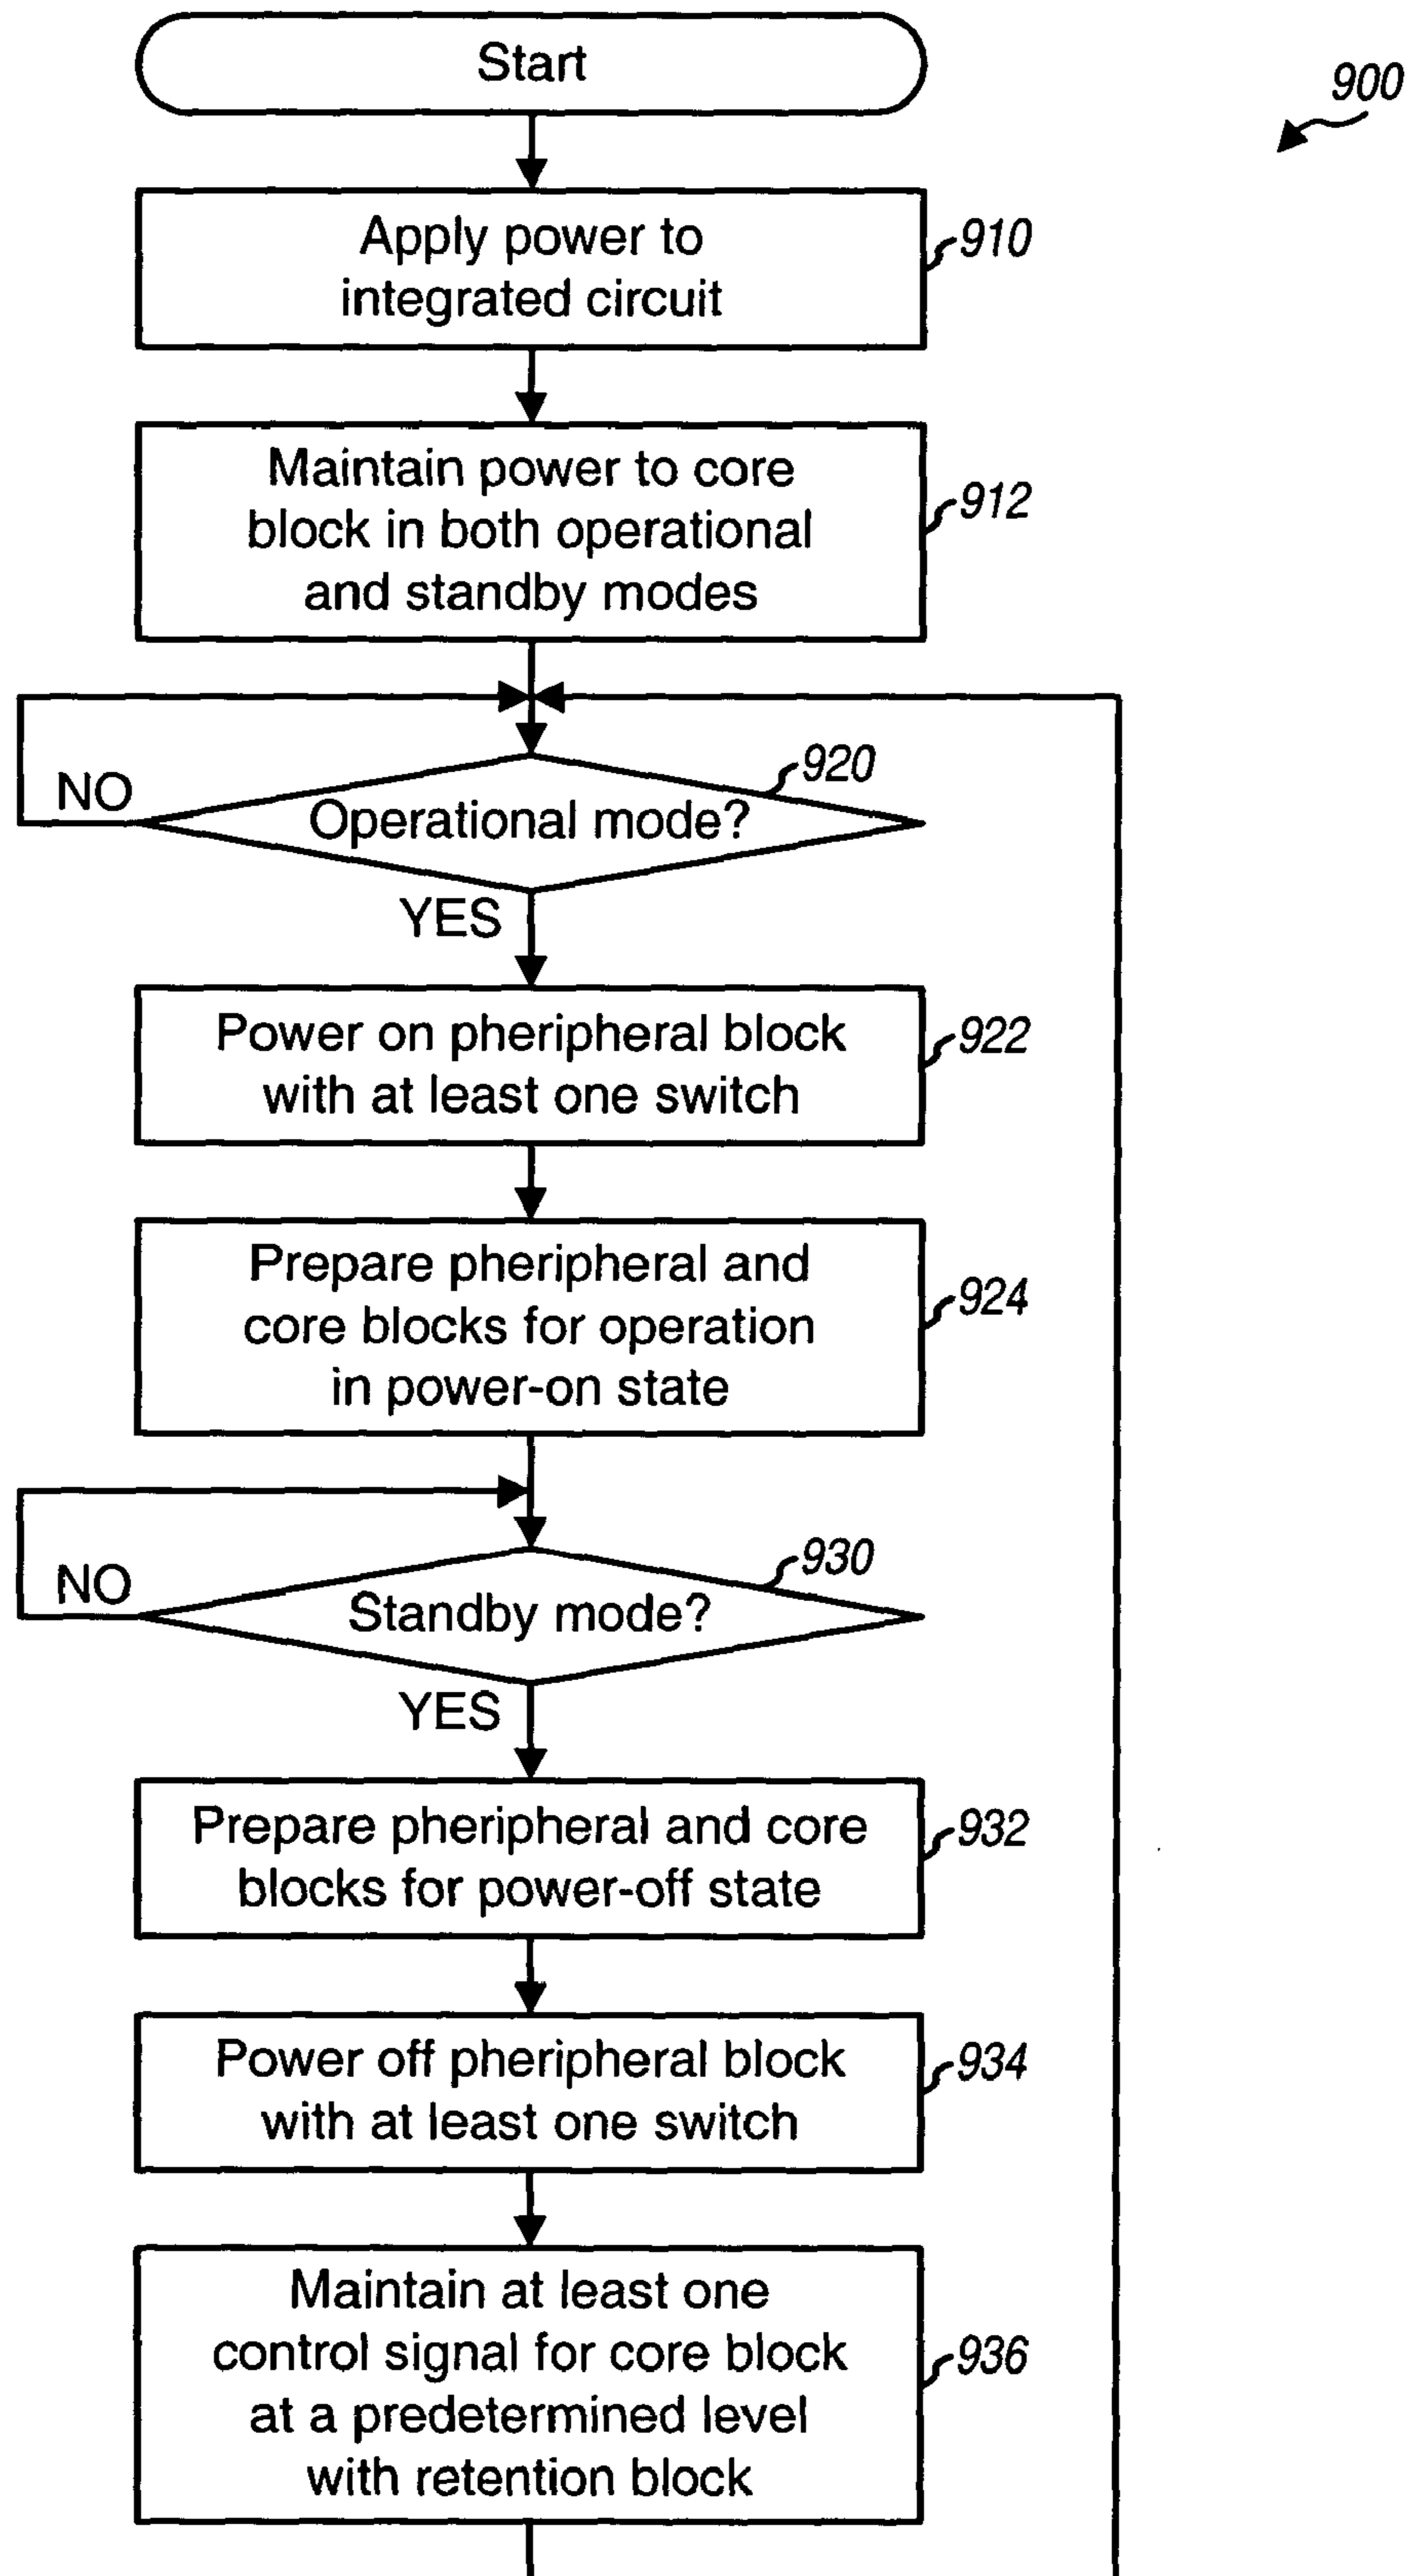 Start
900
Apply power to
integrated circuit
910
Maintain power to core
block in both operational
and standby modes
912
920
NO
Operational mode?
YES
Power on pheripheral block
with at least one switch
922
Prepare pheripheral and
core blocks for operation
in power-on state
924
930
NO
Standby mode?
YES
Prepare pheripheral and core
blocks for power-off state
932
Power off pheripheral block
with at least one switch
934
Maintain at least one
control signal for core block
at a predetermined level
with retention block
936